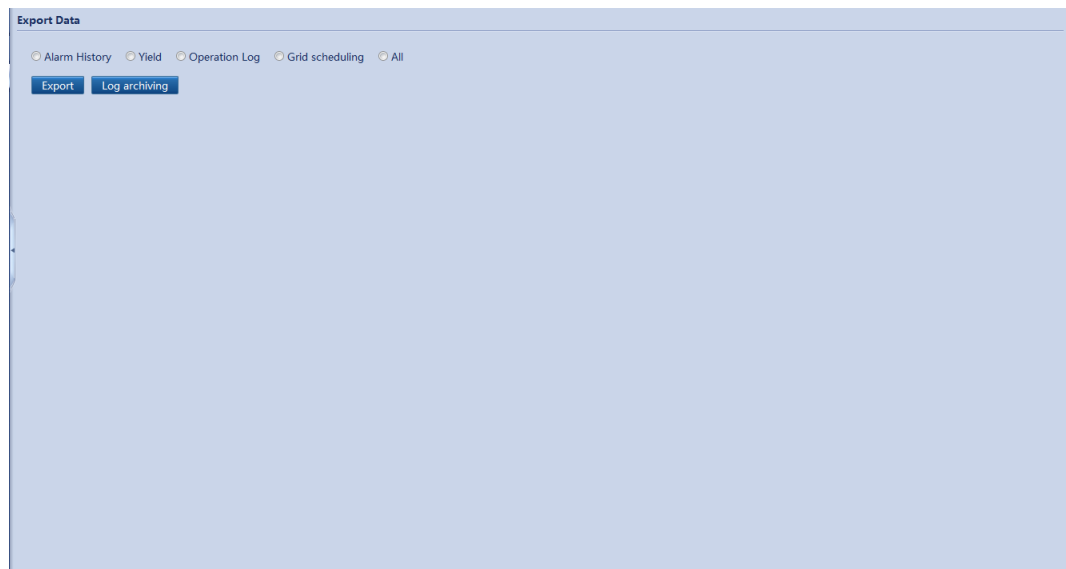 Export Data
Alarm History Yield Operation Log Grid scheduling All
Export Log archiving